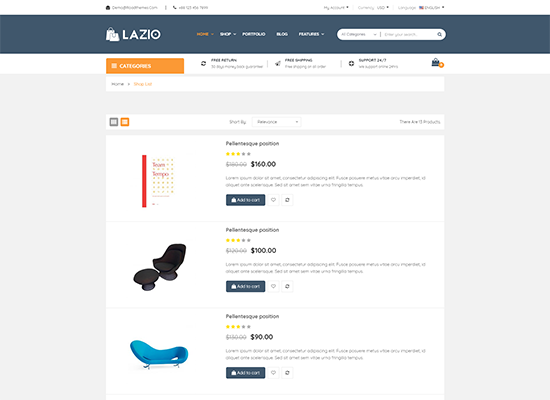 Demo@Roadthemes.Com | +88 123 456 7899 My Account Currency: USD Language: ENGLISH
LAZIO HOME SHOP PORTFOLIO BLOG FEATURES All Categories Enter your search...
CATEGORIES
FREE RETURN
30 days money back guarantee!
FREE SHIPPING
Free shipping on all order
SUPPORT 24/7
We support online 24hrs
Home > Shop List
Short By Relevance There Are 13 Products.
Team
Tempo
Pellentesque position
$180.00 $160.00
Lorem ipsum dolor sit amet, consectetur adipiscing elit. Fusce posuere metus vitae arcu imperdiet, id
aliquet ante scelerisque. Sed sit amet sem vitae urna fringilla tempus.
Add to cart
Pellentesque position
$120.00 $100.00
Lorem ipsum dolor sit amet, consectetur adipiscing elit. Fusce posuere metus vitae arcu imperdiet, id
aliquet ante scelerisque. Sed sit amet sem vitae urna fringilla tempus.
Add to cart
Pellentesque position
$130.00 $90.00
Lorem ipsum dolor sit amet, consectetur adipiscing elit. Fusce posuere metus vitae arcu imperdiet, id
aliquet ante scelerisque. Sed sit amet sem vitae urna fringilla tempus.
Add to cart